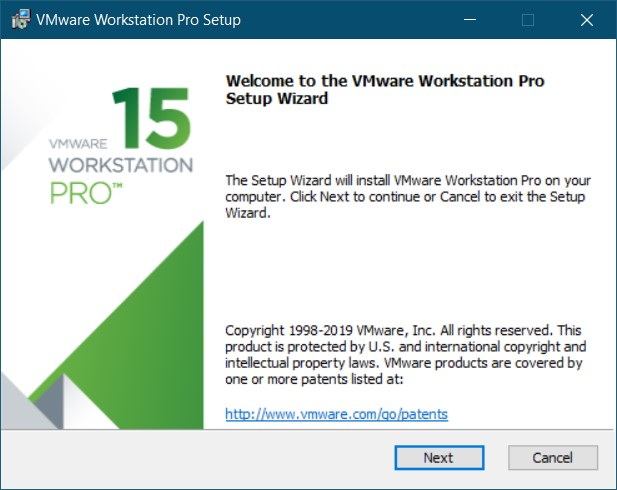 VMware Workstation Pro Setup
Welcome to the VMware Workstation Pro
Setup Wizard
15
VMWARE
WORKSTATION
PRO™
The Setup Wizard will install VMware Workstation Pro on your
computer. Click Next to continue or Cancel to exit the Setup
Wizard.
Copyright 1998-2019 VMware, Inc. All rights reserved. This
product is protected by U.S. and international copyright and
intellectual property laws. VMware products are covered by
one or more patents listed at:
http://www.vmware.com/go/patents
Next
Cancel